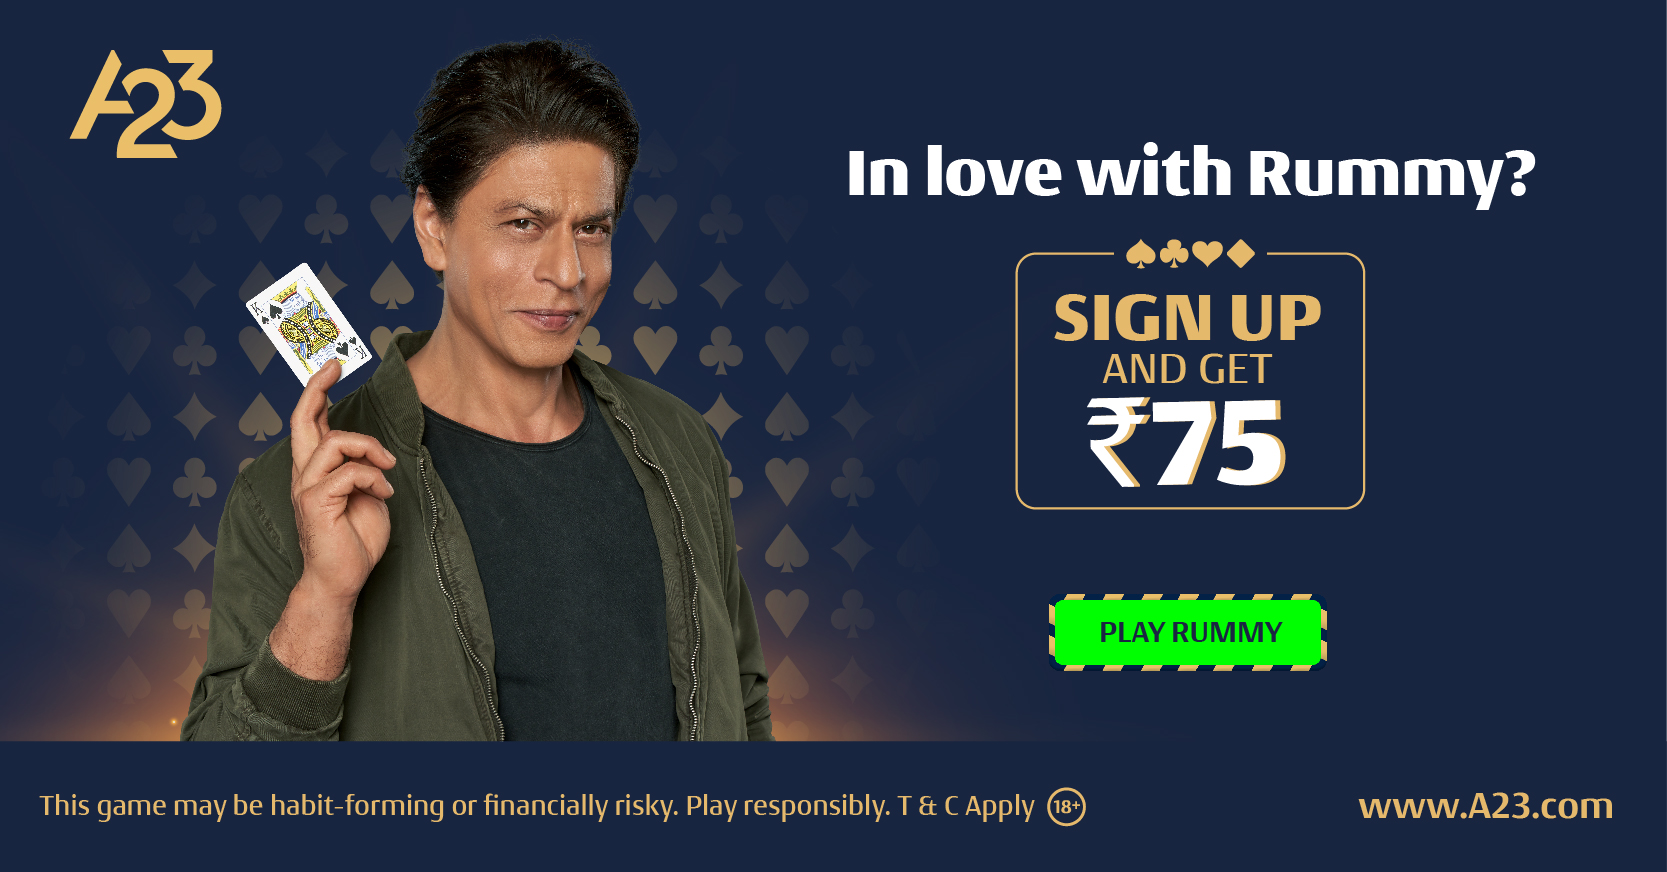 A23
In love with Rummy?
SIGN UP
AND GET
₹75
K
K
PLAY RUMMY
This game may be habit-forming or financially risky. Play responsibly. T & C Apply 18+
www.A23.com